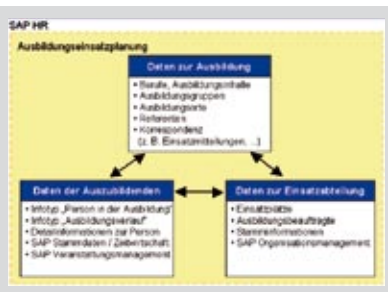 SAP HR
Ausbildungseinsatzplanung
Daten zur Ausbildung
• Berufe, Ausbildungsinhalte
• Ausbildungsgruppen
• Ausbildungsorte
• Referenten
• Korrespondenz
(z. B. Einsatzmitteilungen, ...)
Daten der Auszubildenden
• Infotyp „Person in der Ausbildung“
• Infotyp „Ausbildungsverlauf“
• Detailinformationen zur Person
• SAP Stammdaten / Zeitwirtschaft
• SAP Veranstaltungsmanagement
Daten zur Einsatzabteilung
• Einsatzplätze
• Ausbildungsbeauftragte
• Stamminformationen
• SAP Organisationsmanagement